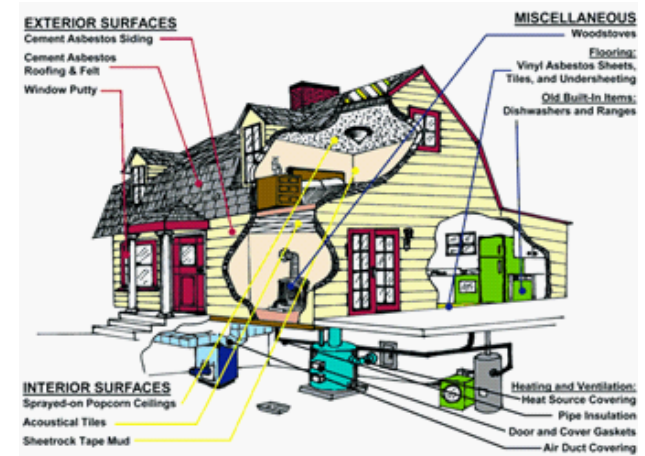 EXTERIOR SURFACES
Cement Asbestos Siding
Cement Asbestos
Roofing & Felt
Window Putty
MISCELLANEOUS
Woodstoves
Flooring:
Vinyl Asbestos Sheets,
Tiles, and Undersheeting
Old Built-In Items:
Dishwashers and Ranges
INTERIOR SURFACES
Sprayed-on Popcorn Ceilings
Acoustical Tiles
Sheetrock Tape Mud
Heating and Ventilation:
Heat Source Covering
Pipe Insulation
Door and Cover Gaskets
Air Duct Covering